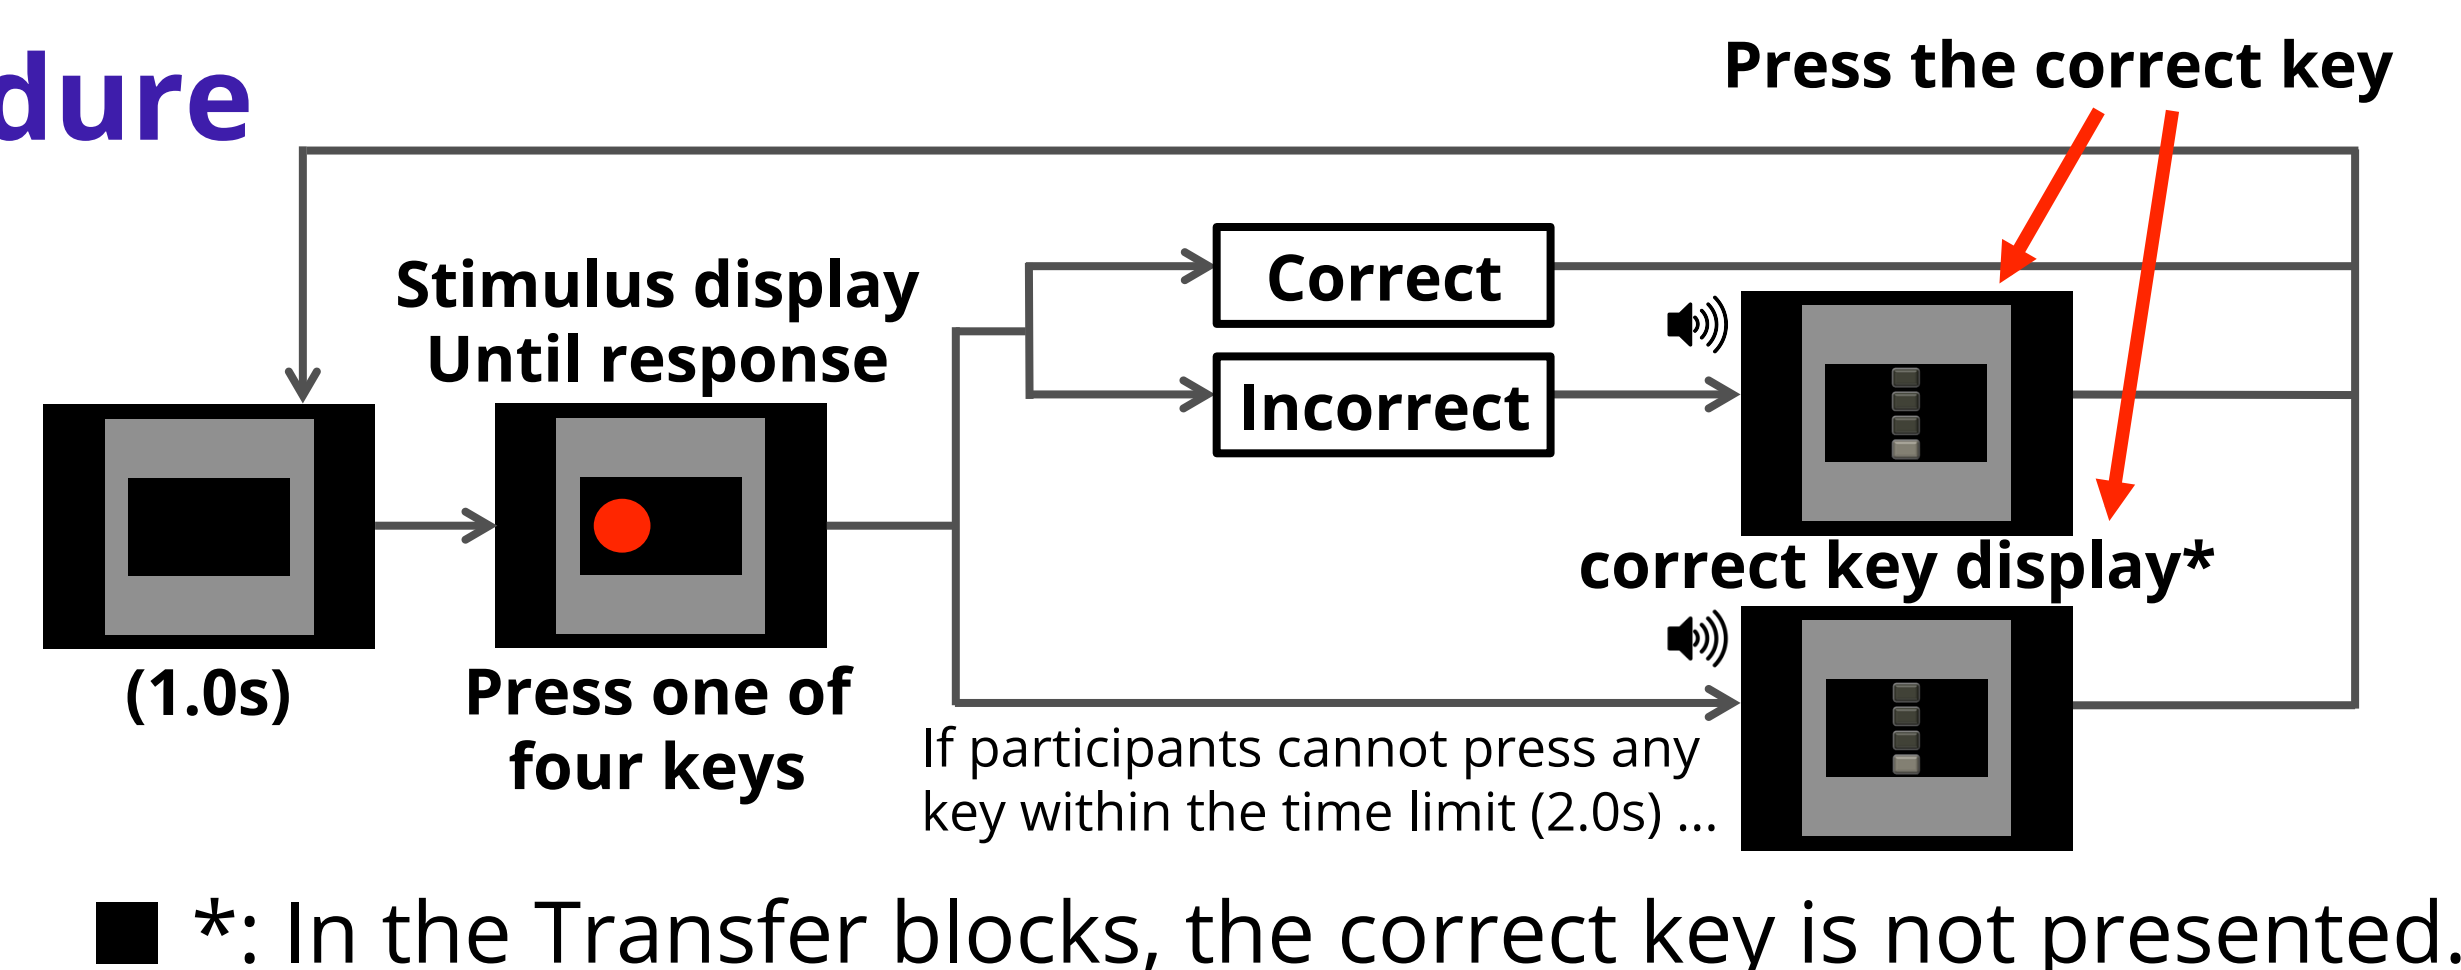 dure
Press the correct key
Stimulus display
Until response
Correct
Incorrect
correct key display*
(1.0s)
Press one of
four keys
If participants cannot press any
key within the time limit (2.0s) ...
*: In the Transfer blocks, the correct key is not presented.